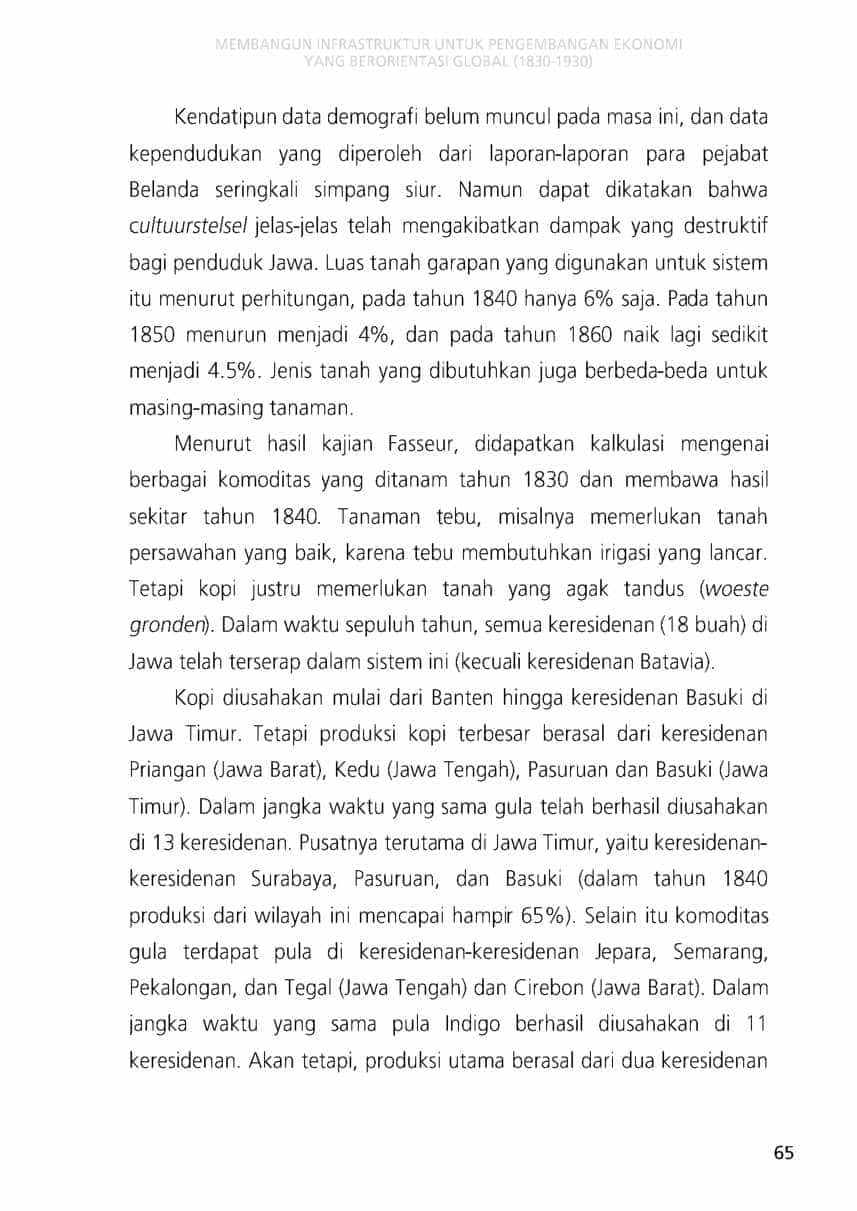 MEMBANGUN INFRASTRUKTUR UNTUK PENGEMBANGAN EKONOMI
YANG BERORIENTASI GLOBAL (1830-1930)
Kendatipun data demografi belum muncul pada masa ini, dan data
kependudukan yang diperoleh dari laporan-laporan para pejabat
Belanda seringkali simpang siur. Namun dapat dikatakan bahwa
cultuurstelsel jelas-jelas telah mengakibatkan dampak yang destruktif
bagi penduduk Jawa. Luas tanah garapan yang digunakan untuk sistem
itu menurut perhitungan, pada tahun 1840 hanya 6% saja. Pada tahun
1850 menurun menjadi 4%, dan pada tahun 1860 naik lagi sedikit
menjadi 4.5%. Jenis tanah yang dibutuhkan juga berbeda-beda untuk
masing-masing tanaman.
Menurut hasil kajian Fasseur, didapatkan kalkulasi mengenai
berbagai komoditas yang ditanam tahun 1830 dan membawa hasil
sekitar tahun 1840. Tanaman tebu, misalnya memerlukan tanah
persawahan yang baik, karena tebu membutuhkan irigasi yang lancar.
Tetapi kopi justru memerlukan tanah yang agak tandus (woeste
gronden). Dalam waktu sepuluh tahun, semua keresidenan (18 buah) di
Jawa telah terserap dalam sistem ini (kecuali keresidenan Batavia).
Kopi diusahakan mulai dari Banten hingga keresidenan Basuki di
Jawa Timur. Tetapi produksi kopi terbesar berasal dari keresidenan
Priangan (Jawa Barat), Kedu (Jawa Tengah), Pasuruan dan Basuki (Jawa
Timur). Dalam jangka waktu yang sama gula telah berhasil diusahakan
di 13 keresidenan. Pusatnya terutama di Jawa Timur, yaitu keresidenan-
keresidenan Surabaya, Pasuruan, dan Basuki (dalam tahun 1840
produksi dari wilayah ini mencapai hampir 65%). Selain itu komoditas
gula terdapat pula di keresidenan-keresidenan Jepara, Semarang,
Pekalongan, dan Tegal (Jawa Tengah) dan Cirebon (Jawa Barat). Dalam
jangka waktu yang sama pula Indigo berhasil diusahakan di 11
keresidenan. Akan tetapi, produksi utama berasal dari dua keresidenan
65